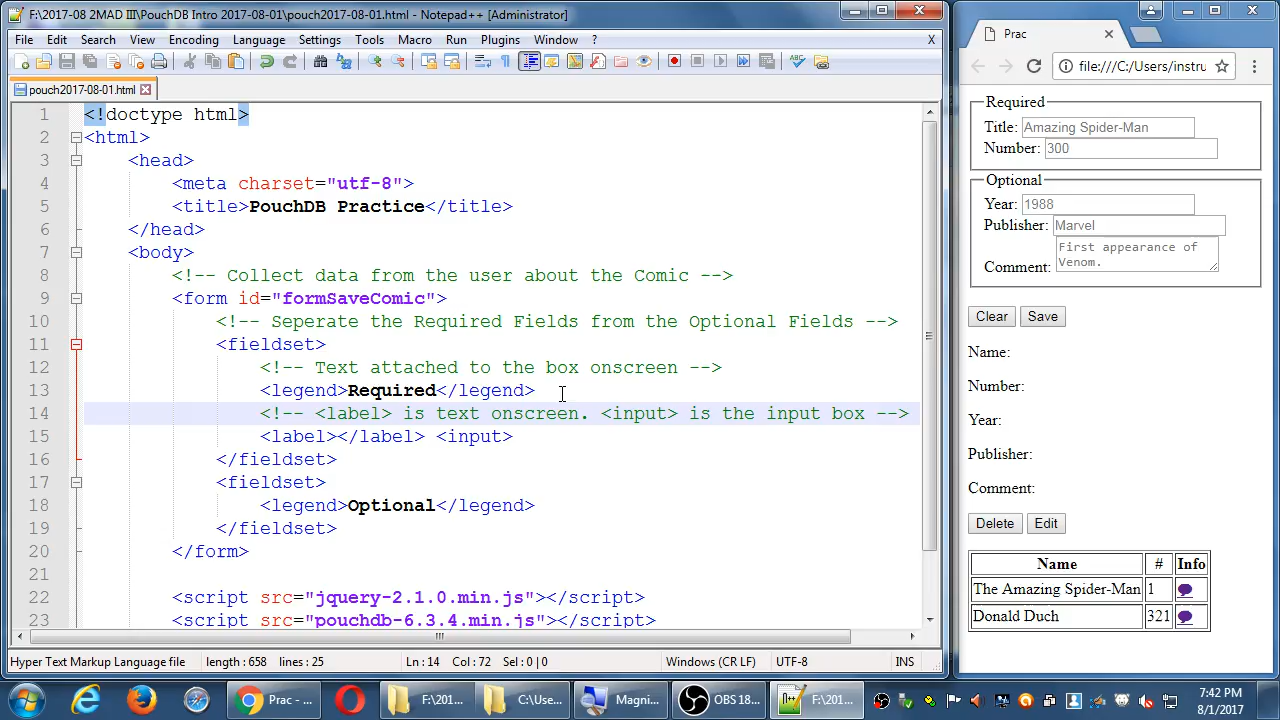 F:\2017-08 2MAD III\PouchDB Intro 2017-08-01\pouch2017-08-01.html - Notepad++ [Administrator]
File Edit Search View Encoding Language Settings Tools Macro Run Plugins Window ? X
pouch2017-08-01.html
1 <!doctype html>
2 <html>
3 <head>
4 <meta charset="utf-8">
5 <title>PouchDB Practice</title>
6 </head>
7 <body>
8 <!-- Collect data from the user about the Comic -->
9 <form id="formSaveComic">
10 <!-- Seperate the Required Fields from the Optional Fields -->
11 <fieldset>
12 <!-- Text attached to the box onscreen -->
13 <legend>Required</legend>
14 <!-- <label> is text onscreen. <input> is the input box -->
15 <label></label> <input>
16 </fieldset>
17 <fieldset>
18 <legend>Optional</legend>
19 </fieldset>
20 </form>
21
22 <script src="jquery-2.1.0.min.js"></script>
23 <script src="pouchdb-6.3.4.min.js"></script>
Hyper Text Markup Language file length : 658 lines : 25 Ln : 14 Col : 72 Sel : 0 | 0 Windows (CR LF) UTF-8 INS
Prac
file:///C:/Users/instru
Required
Title: Amazing Spider-Man
Number: 300
Optional
Year: 1988
Publisher: Marvel
Comment: First appearance of
Venom.
Clear Save
Name:
Number:
Year:
Publisher:
Comment:
Delete Edit
Name # Info
The Amazing Spider-Man 1
Donald Duch 321
Prac - ... F:\201... C:\Use... Magni... OBS 18... F:\201... 7:42 PM
8/1/2017